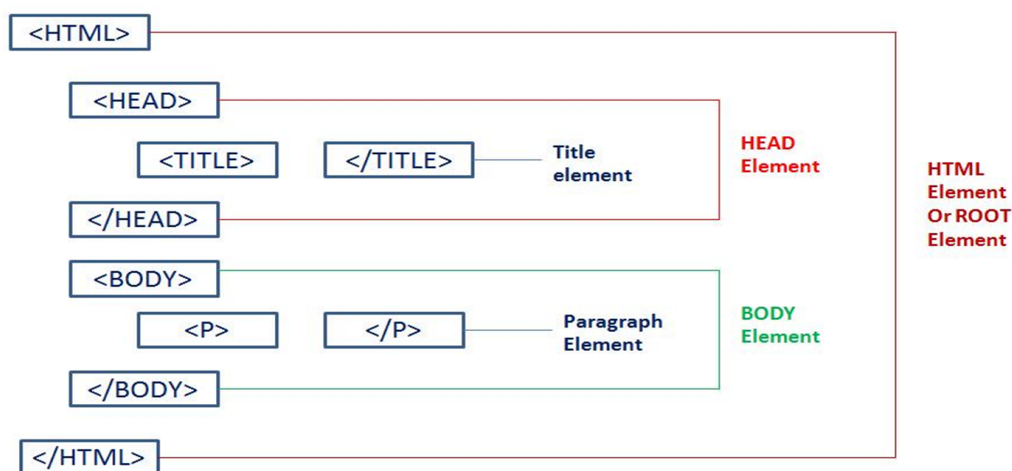 <HTML>
<HEAD>
<TITLE> </TITLE> Title
element
HEAD
Element
</HEAD>
HTML
Element
Or ROOT
Element
<BODY>
<P> </P> Paragraph
Element
BODY
Element
</BODY>
</HTML>